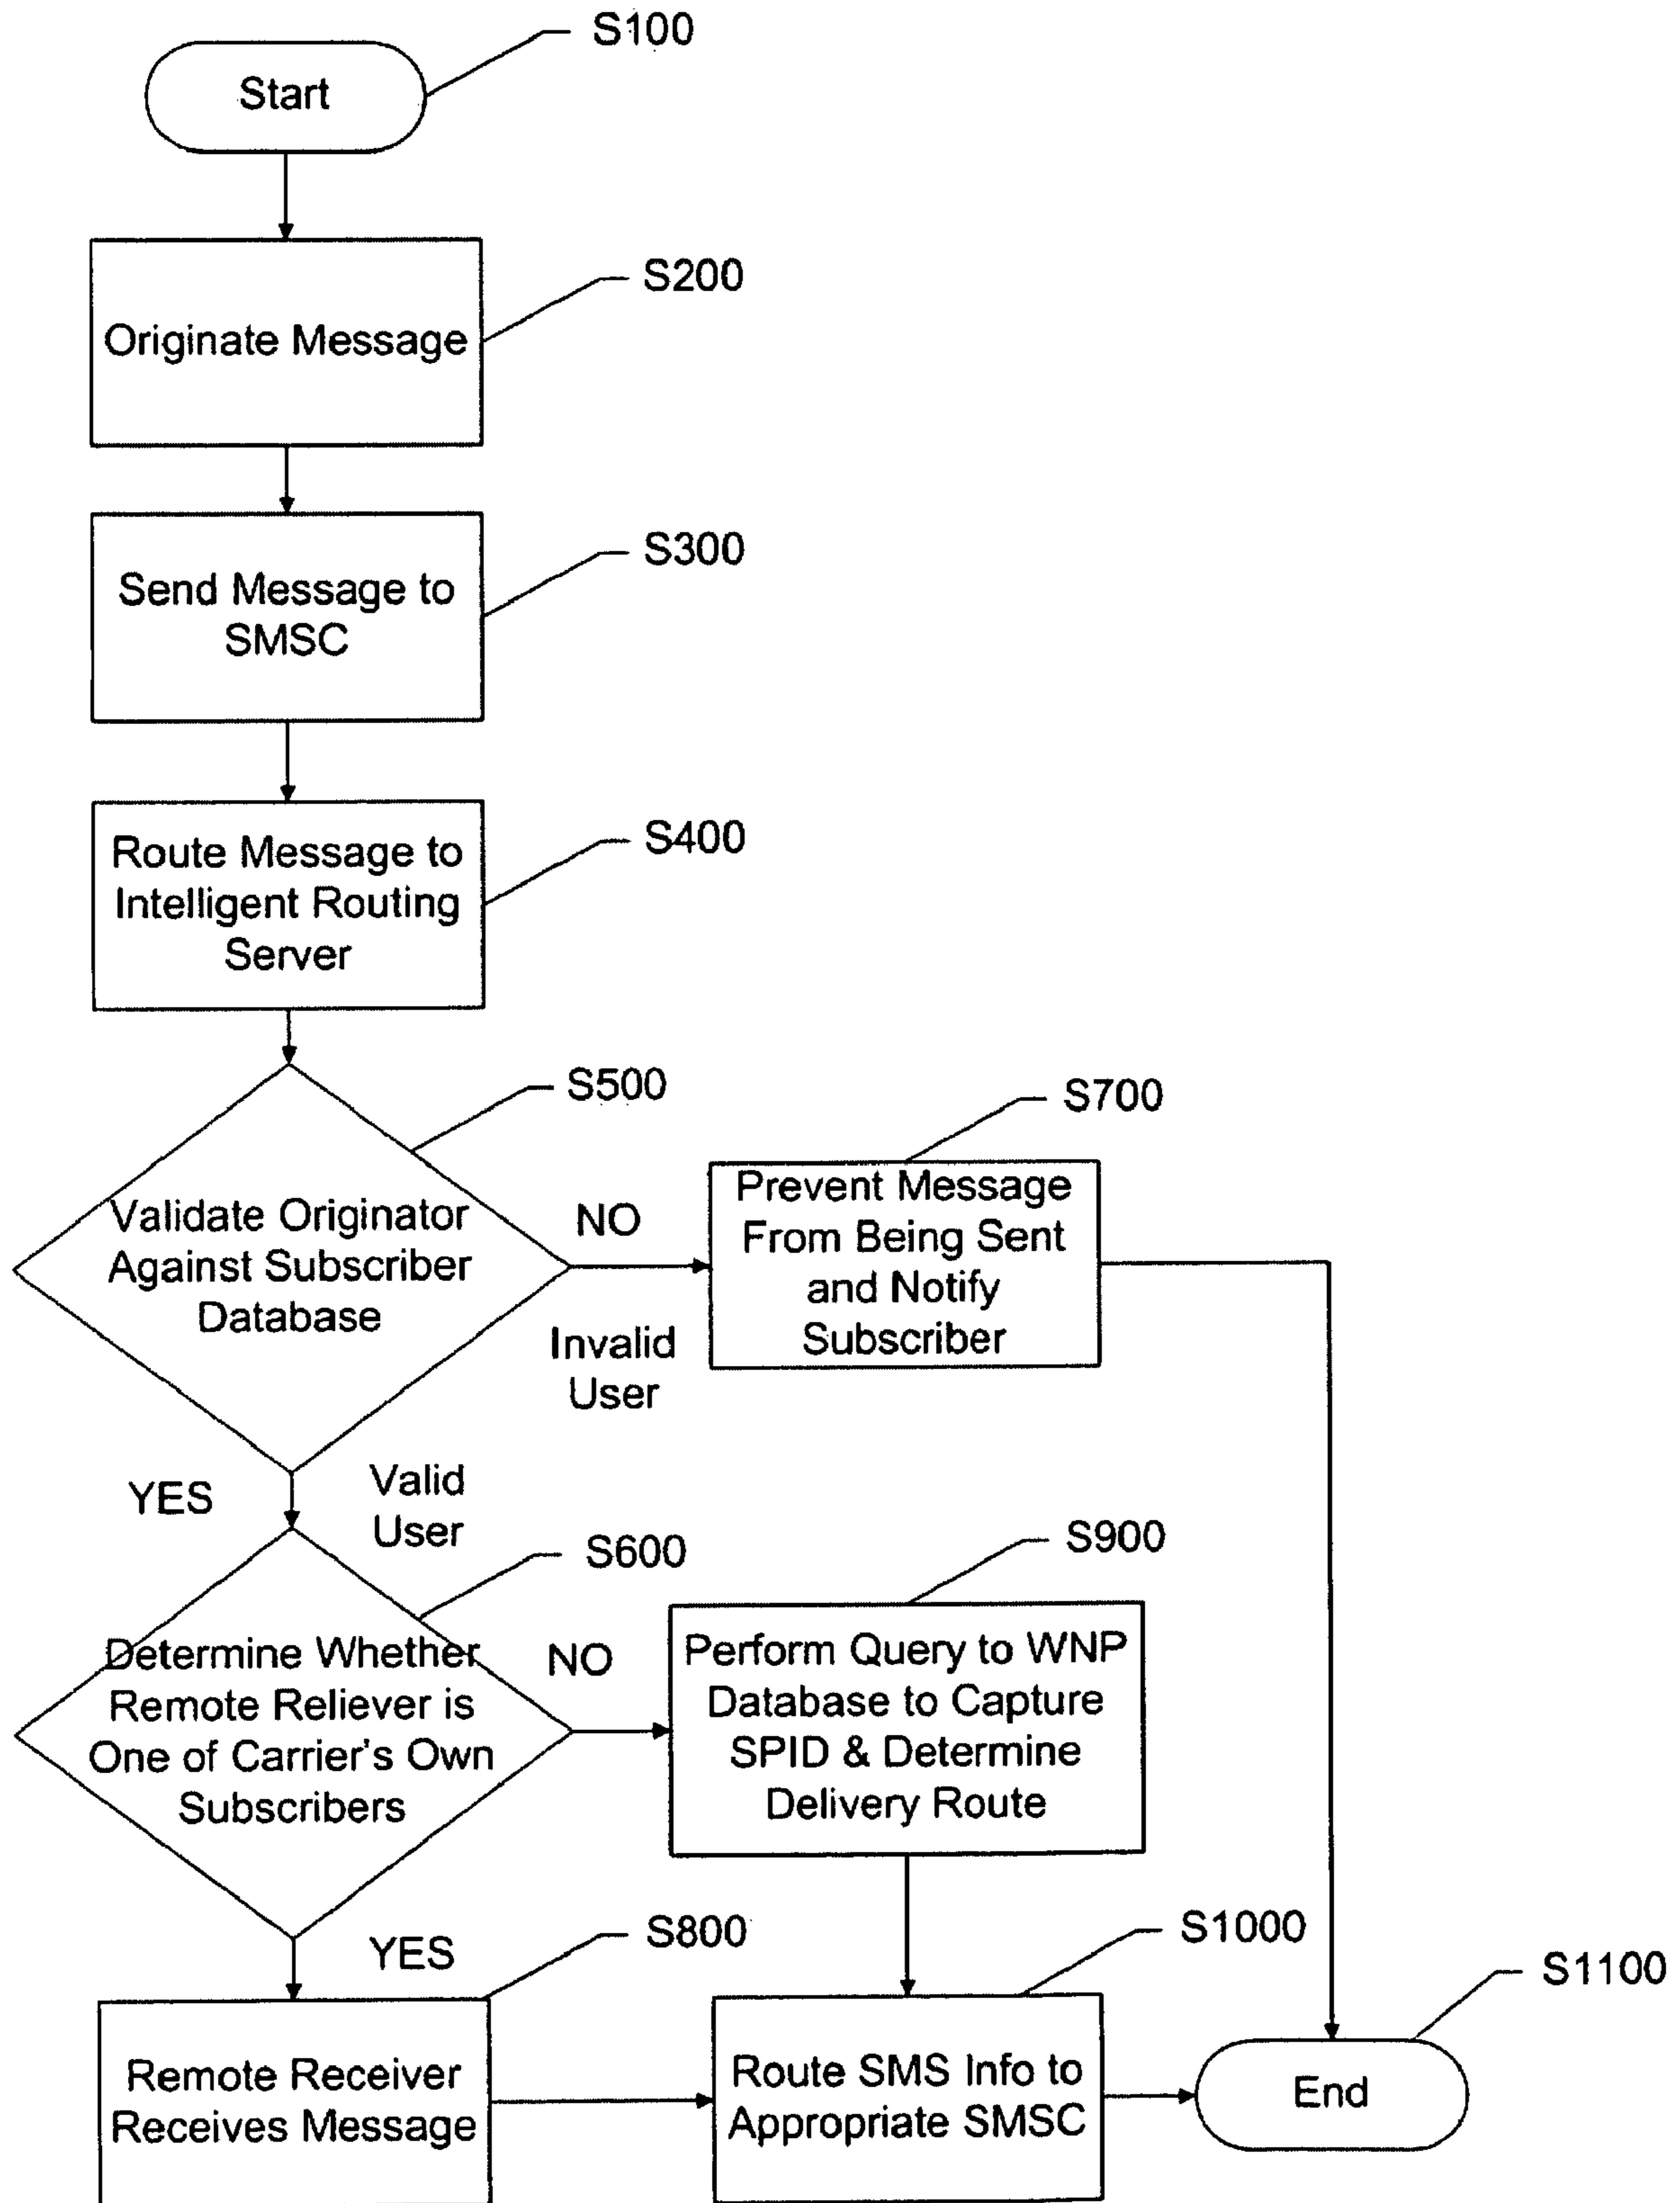 S100
Start
S200
Originate Message
S300
Send Message to
SMSC
S400
Route Message to
Intelligent Routing
Server
S500
Validate Originator
Against Subscriber
Database
NO
Invalid
User
S700
Prevent Message
From Being Sent
and Notify
Subscriber
YES
Valid
User
S600
Determine Whether
Remote Reliever is
One of Carrier's Own
Subscribers
NO
S900
Perform Query to WNP
Database to Capture
SPID & Determine
Delivery Route
YES
S800
Remote Receiver
Receives Message
S1000
Route SMS Info to
Appropriate SMSC
S1100
End